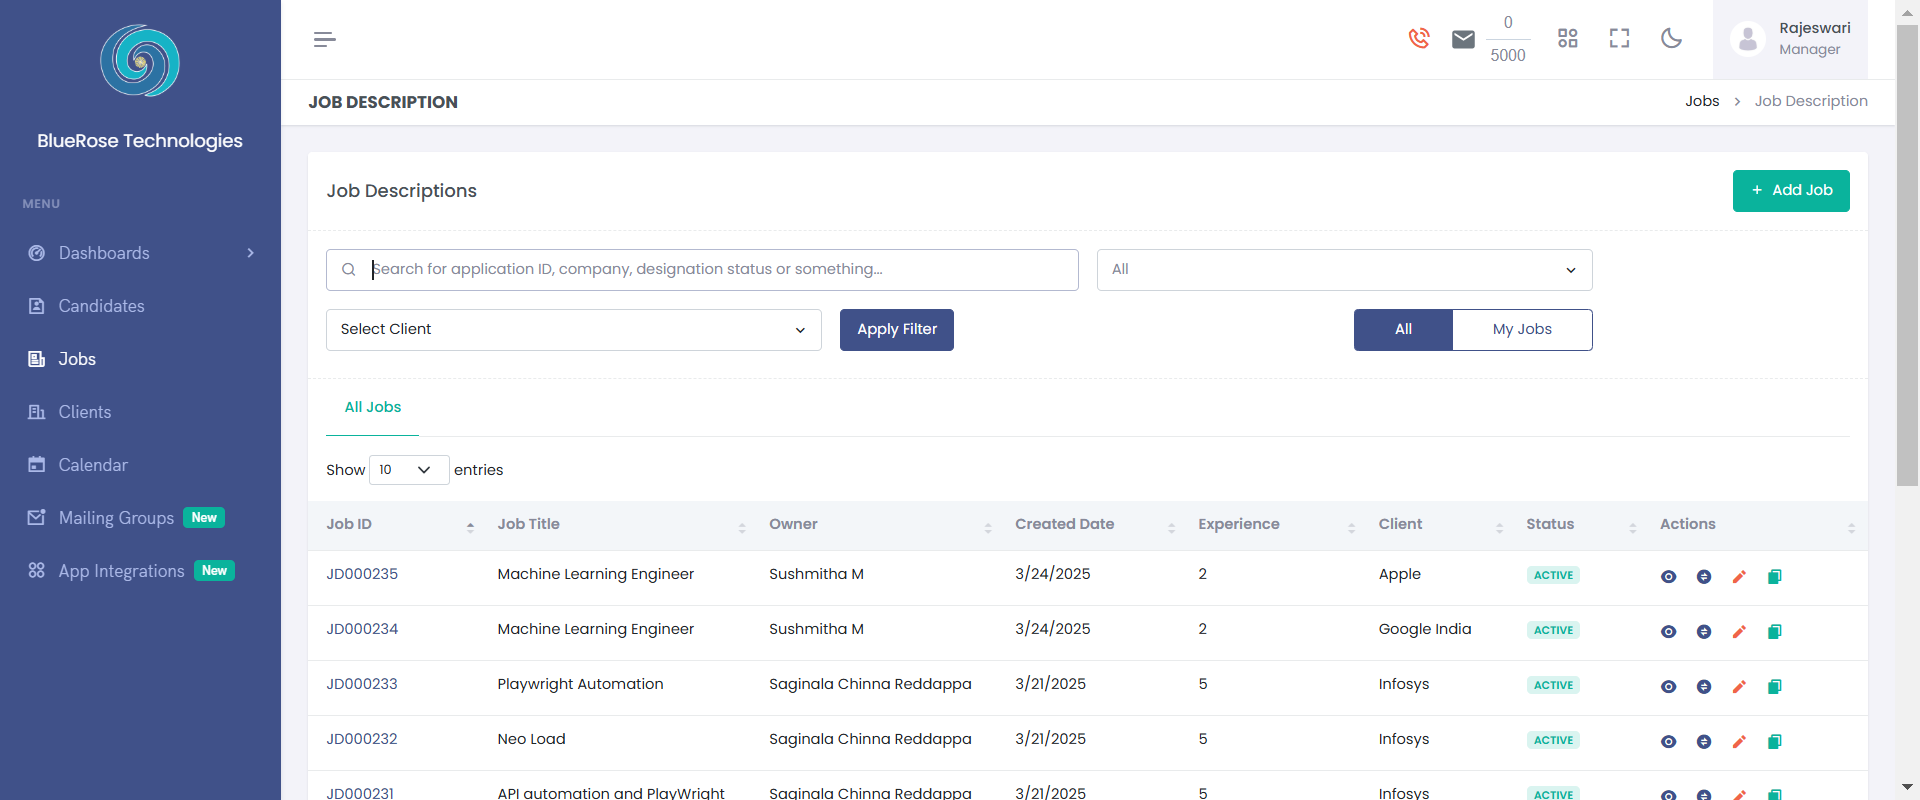 BlueRose Technologies
MENU
Dashboards
Candidates
Jobs
Clients
Calendar
Mailing Groups New
App Integrations New
0
5000
Rajeswari
Manager
JOB DESCRIPTION
Jobs > Job Description
Job Descriptions
+ Add Job
Search for application ID, company, designation status or something...
All
Select Client
Apply Filter
All
My Jobs
All Jobs
Show 10 entries
Job ID Job Title Owner Created Date Experience Client Status Actions
JD000235 Machine Learning Engineer Sushmitha M 3/24/2025 2 Apple ACTIVE
JD000234 Machine Learning Engineer Sushmitha M 3/24/2025 2 Google India ACTIVE
JD000233 Playwright Automation Saginala Chinna Reddappa 3/21/2025 5 Infosys ACTIVE
JD000232 Neo Load Saginala Chinna Reddappa 3/21/2025 5 Infosys ACTIVE
JD000231 API automation and PlayWright Saginala Chinna Reddappa 3/21/2025 5 Infosys ACTIVE